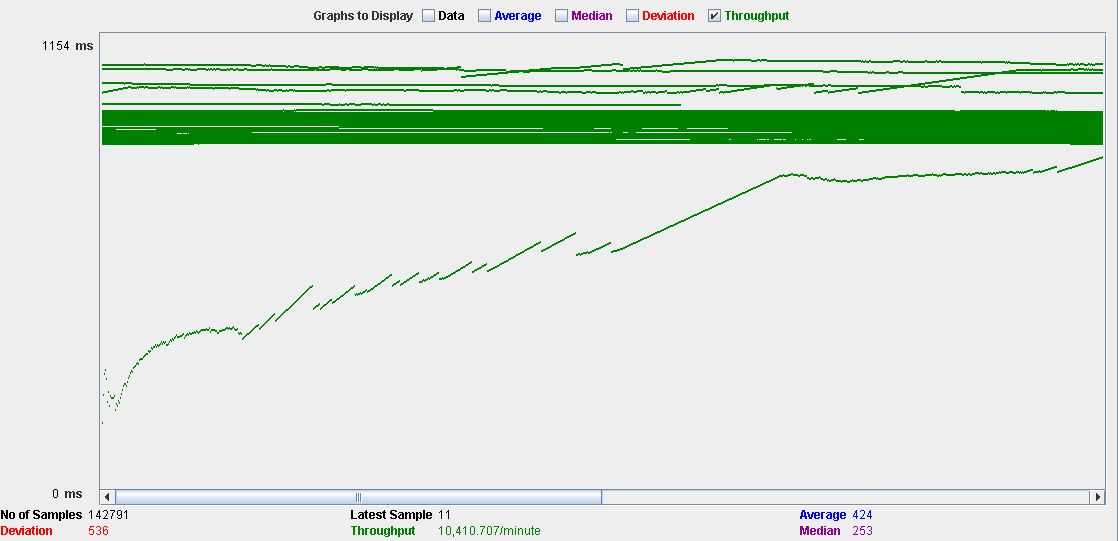 Graphs to Display Data Average Median Deviation Throughput
1154 ms
0 ms
No of Samples 142791 Latest Sample 11 Average 424
Deviation 536 Throughput 10,410.707/minute Median 253